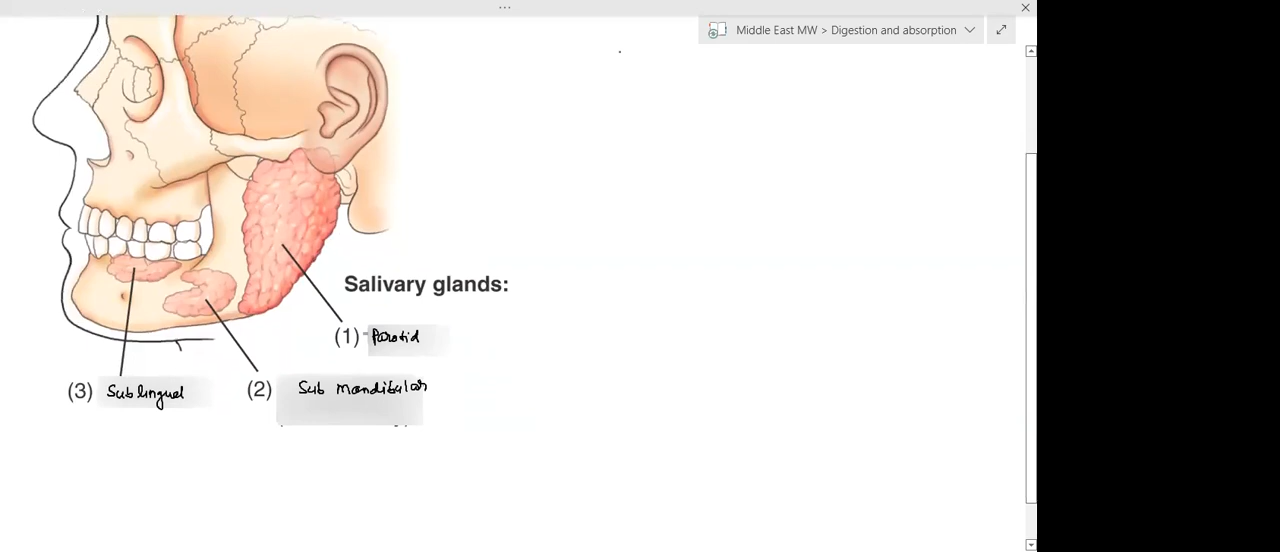 Middle East MW > Digestion and absorption
Salivary glands:
(1) Parotid
(3) Sublingual (2) Sub mandibular